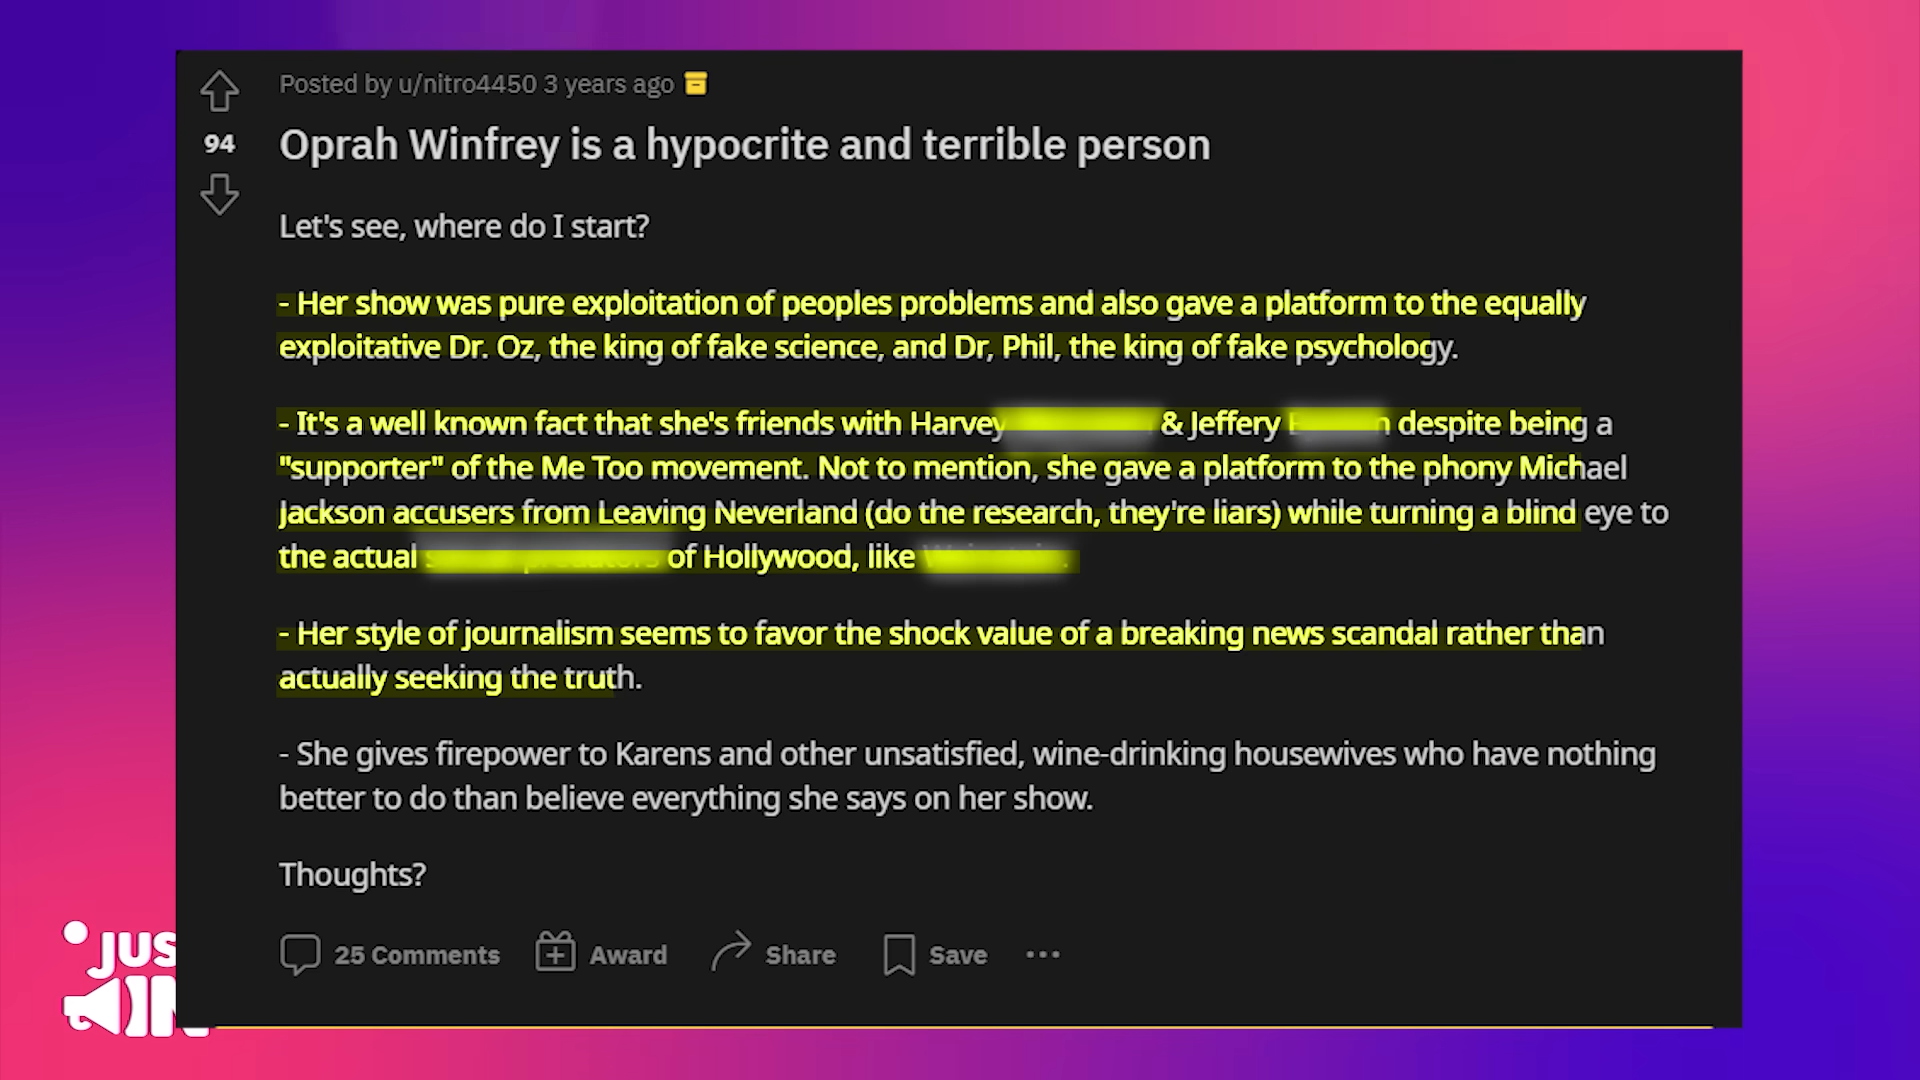 Posted by u/nitro4450 3 years ago
94
Oprah Winfrey is a hypocrite and terrible person
Let's see, where do I start?
- Her show was pure exploitation of peoples problems and also gave a platform to the equally
exploitative Dr. Oz, the king of fake science, and Dr, Phil, the king of fake psychology.
- It's a well known fact that she's friends with Harvey & Jeffery despite being a
"supporter" of the Me Too movement. Not to mention, she gave a platform to the phony Michael
Jackson accusers from Leaving Neverland (do the research, they're liars) while turning a blind eye to
the actual of Hollywood, like
- Her style of journalism seems to favor the shock value of a breaking news scandal rather than
actually seeking the truth.
- She gives firepower to Karens and other unsatisfied, wine-drinking housewives who have nothing
better to do than believe everything she says on her show.
Thoughts?
25 Comments Award Share Save
JUS
IN